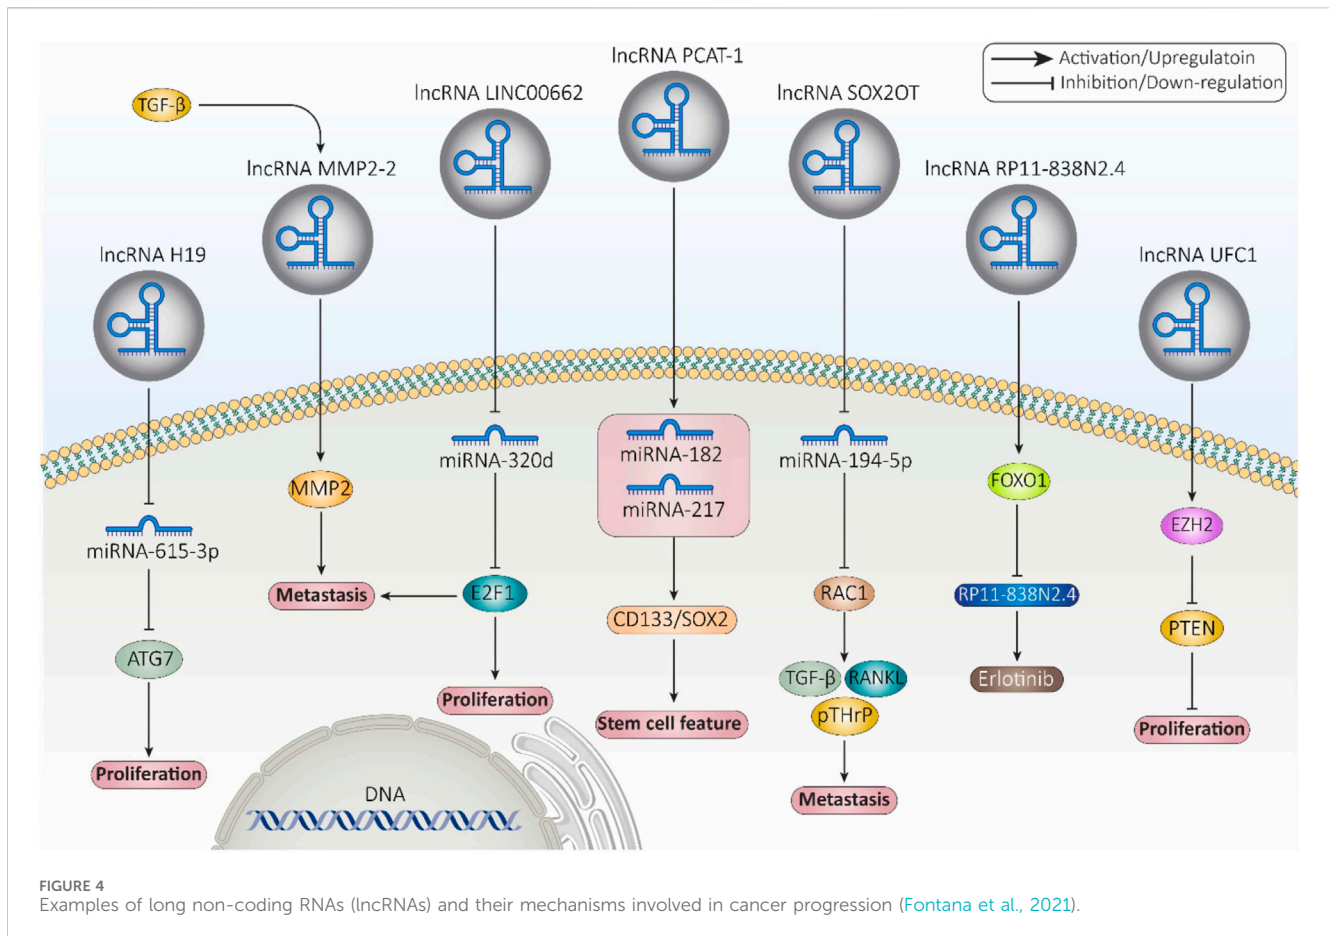 Activation/Upregulatoin
Inhibition/Down-regulation
TGF-β
lncRNA H19
miRNA-615-3p
ATG7
Proliferation
lncRNA MMP2-2
MMP2
Metastasis
lncRNA LINC00662
miRNA-320d
E2F1
Proliferation
lncRNA PCAT-1
miRNA-182
miRNA-217
CD133/SOX2
Stem cell feature
lncRNA SOX2OT
miRNA-194-5p
RAC1
TGF-β
RANKL
pTHrP
Metastasis
lncRNA RP11-838N2.4
FOXO1
RP11-838N2.4
Erlotinib
lncRNA UFC1
EZH2
PTEN
Proliferation
DNA
FIGURE 4
Examples of long non-coding RNAs (lncRNAs) and their mechanisms involved in cancer progression (Fontana et al., 2021).